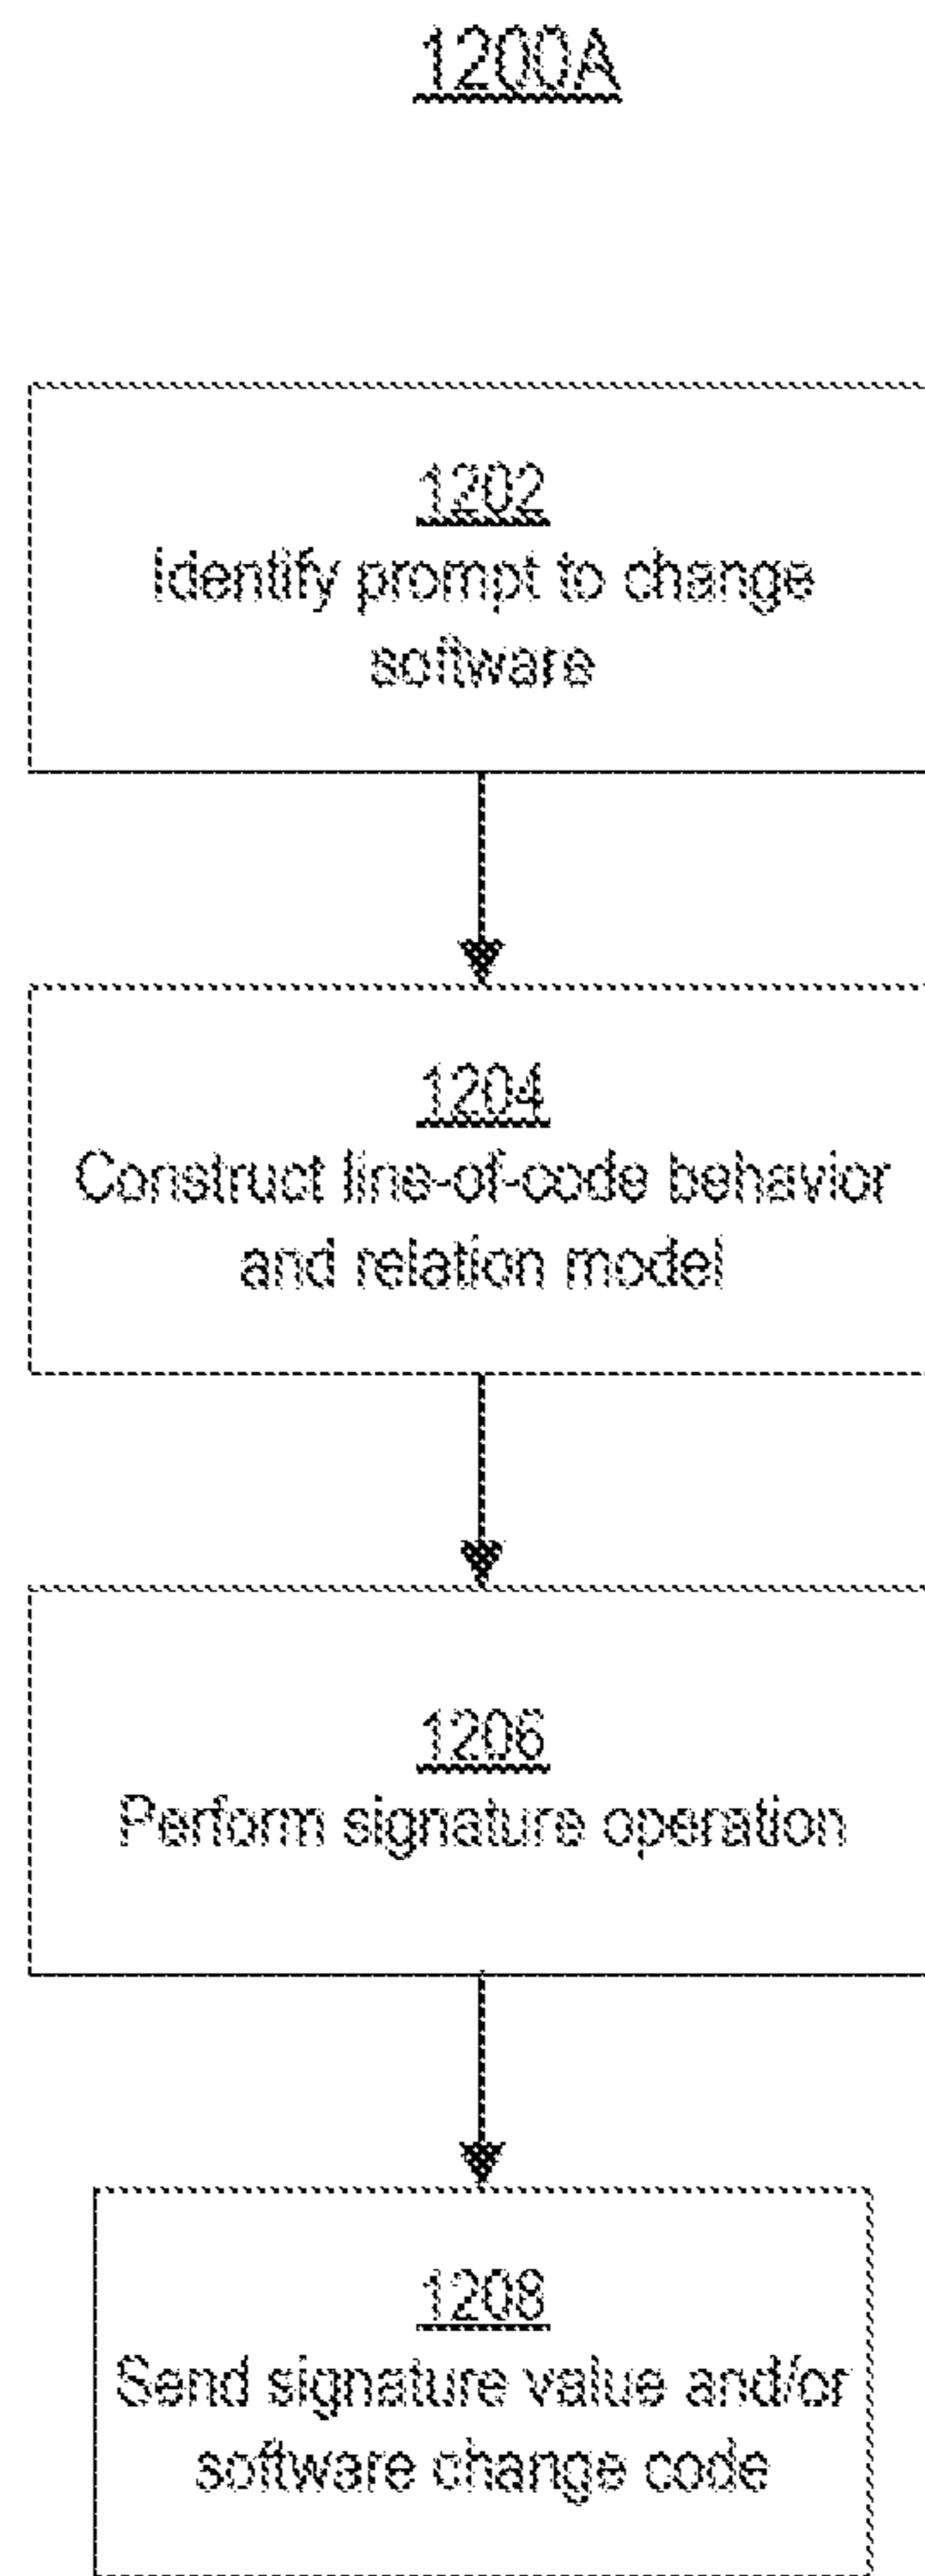 1200A
1202
Identify prompt to change
software
1204
Construct line-of-code behavior
and relation model
1206
Perform signature operation
1208
Send signature value and/or
software change code